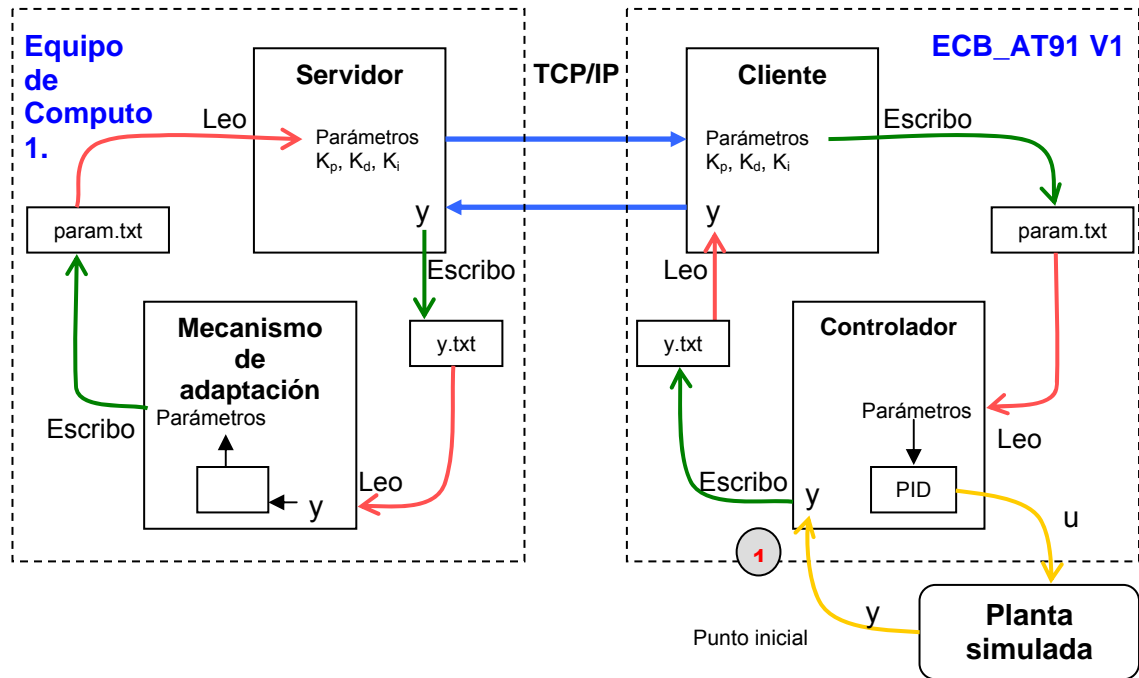 Equipo
de
Computo
1.
Servidor
Parámetros
Kp, Kd, Ki
y
Leo
param.txt
Escribo
y.txt
Mecanismo
de
adaptación
Parámetros
y
Escribo
Leo
TCP/IP
ECB_AT91 V1
Cliente
Parámetros
Kp, Kd, Ki
y
Escribo
param.txt
Leo
y.txt
Controlador
Parámetros
PID
y
Escribo
Leo
u
1
Punto inicial
y
Planta
simulada